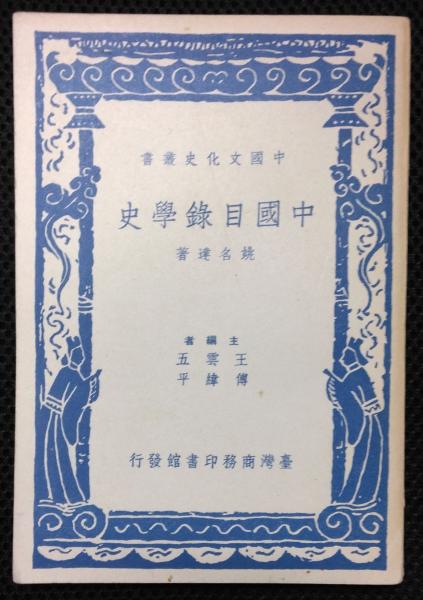 中國文化史叢書
中國目錄學史
姚名達著
主編者
王雲五
傅緯平
臺灣商務印書館發行